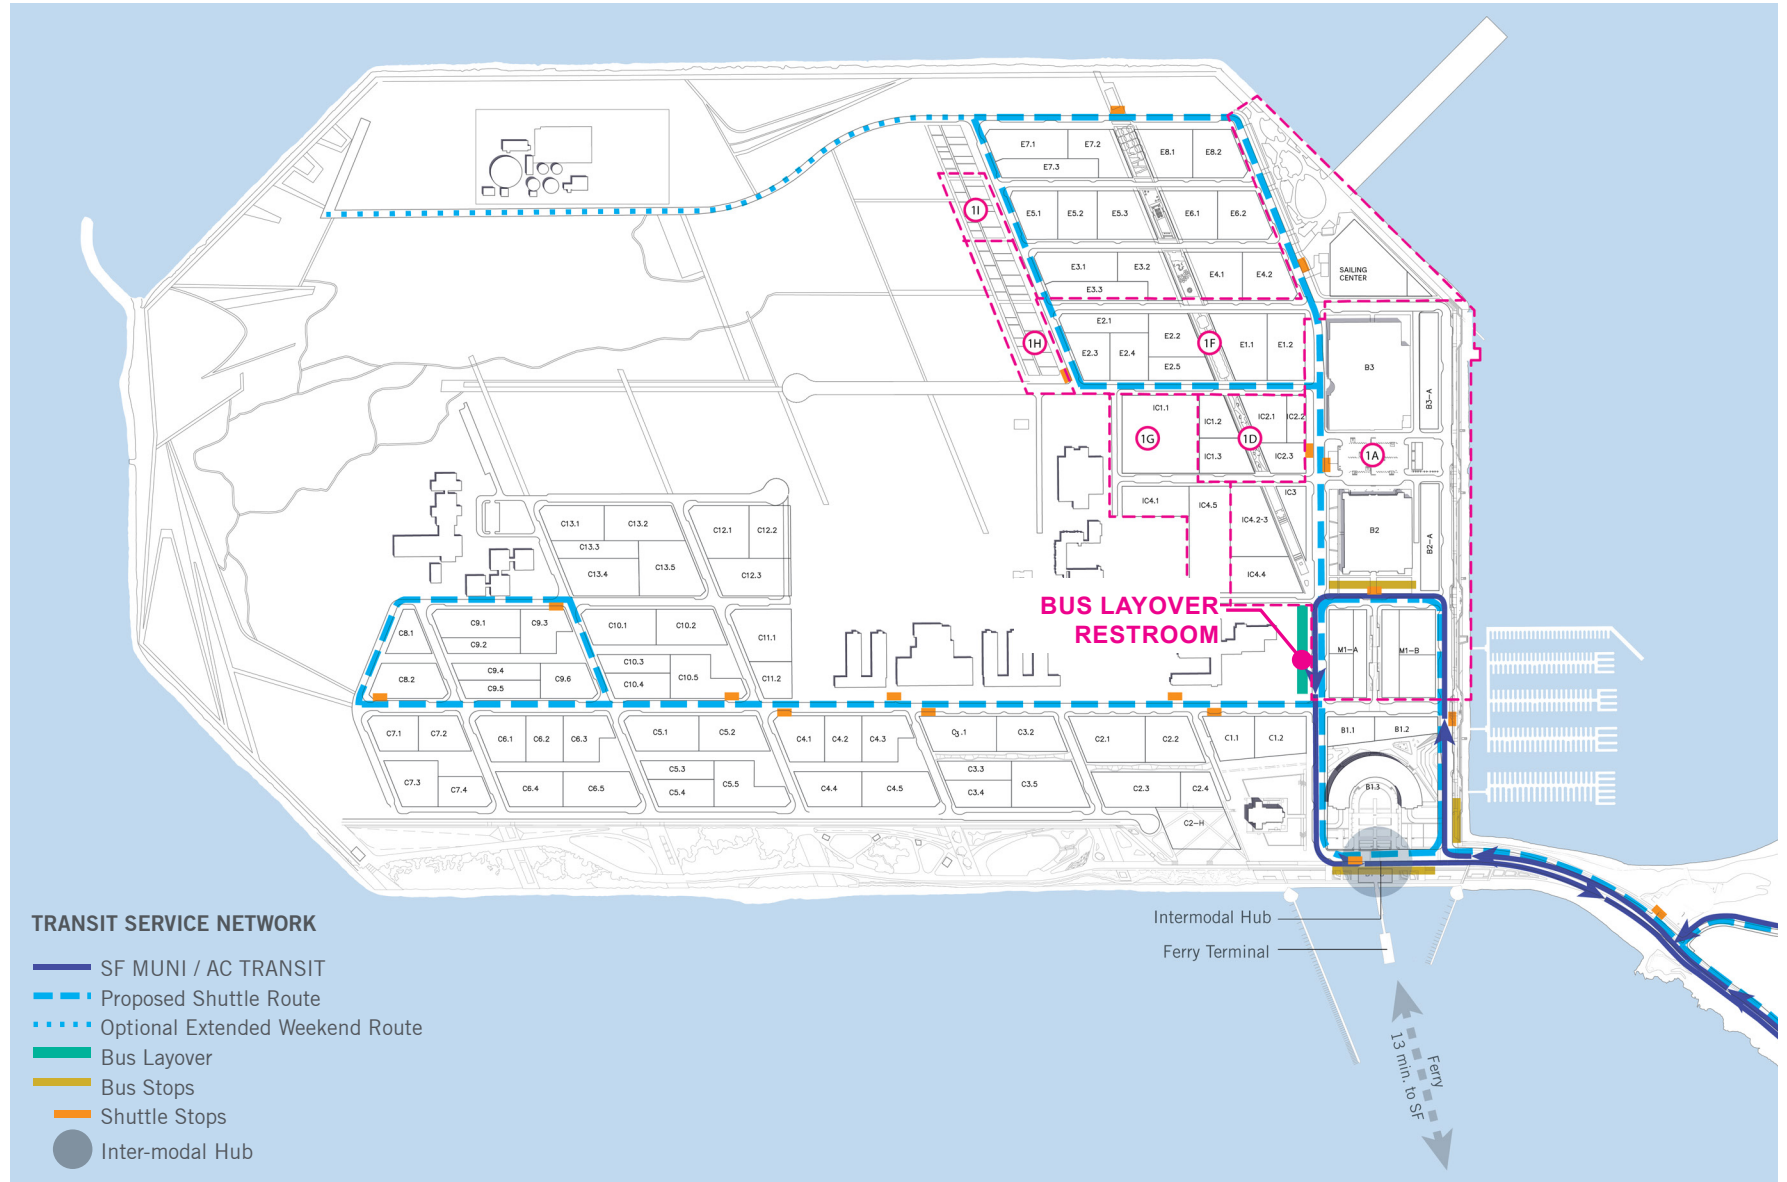 E7.1
E7.2
E8.1
E8.2
E7.3
1I
E5.1
E5.2
E5.3
E6.1
E6.2
E3.1
E3.2
E4.1
E4.2
E3.3
SAILING
CENTER
E2.1
E2.2
E2.3
E2.4
E2.5
1H
1F
E1.1
E1.2
B3
B3-A
IC1.1
IC1.2
IC2.1
IC2.2
1G
1D
IC1.3
IC2.3
1A
IC4.1
IC4.5
IC3
IC4.2-3
B2
B2-A
IC4.4
C13.1
C13.2
C12.1
C12.2
C13.3
C13.4
C13.5
C12.3
BUS LAYOVER
RESTROOM
C8.1
C9.1
C9.3
C9.2
C10.1
C10.2
C11.1
M1-A
M1-B
C8.2
C9.4
C9.5
C9.6
C10.3
C10.4
C10.5
C11.2
C7.1
C7.2
C6.1
C6.2
C6.3
C5.1
C5.2
C4.1
C4.2
C4.3
C3.1
C3.2
C2.1
C2.2
C1.1
C1.2
B1.1
B1.2
C7.3
C7.4
C6.4
C6.5
C5.3
C5.4
C5.5
C4.4
C4.5
C3.3
C3.4
C3.5
C2.3
C2.4
B1.3
C2-H
Intermodal Hub
Ferry Terminal
Ferry
13 min. to SF
TRANSIT SERVICE NETWORK
SF MUNI / AC TRANSIT
Proposed Shuttle Route
Optional Extended Weekend Route
Bus Layover
Bus Stops
Shuttle Stops
Inter-modal Hub